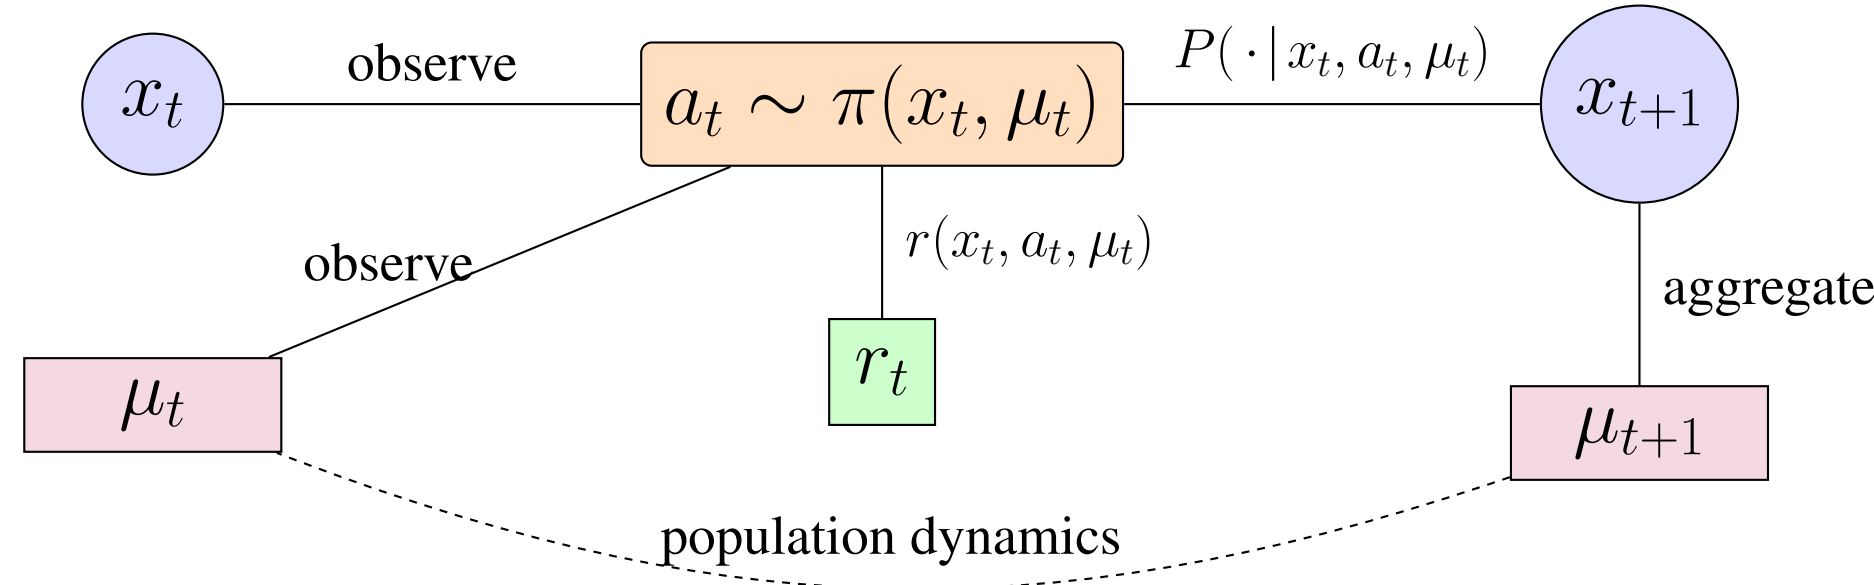 x_t
observe
a_t ∼ π(x_t, μ_t)
P( · | x_t, a_t, μ_t)
x_{t+1}
observe
r(x_t, a_t, μ_t)
aggregate
μ_t
r_t
μ_{t+1}
population dynamics